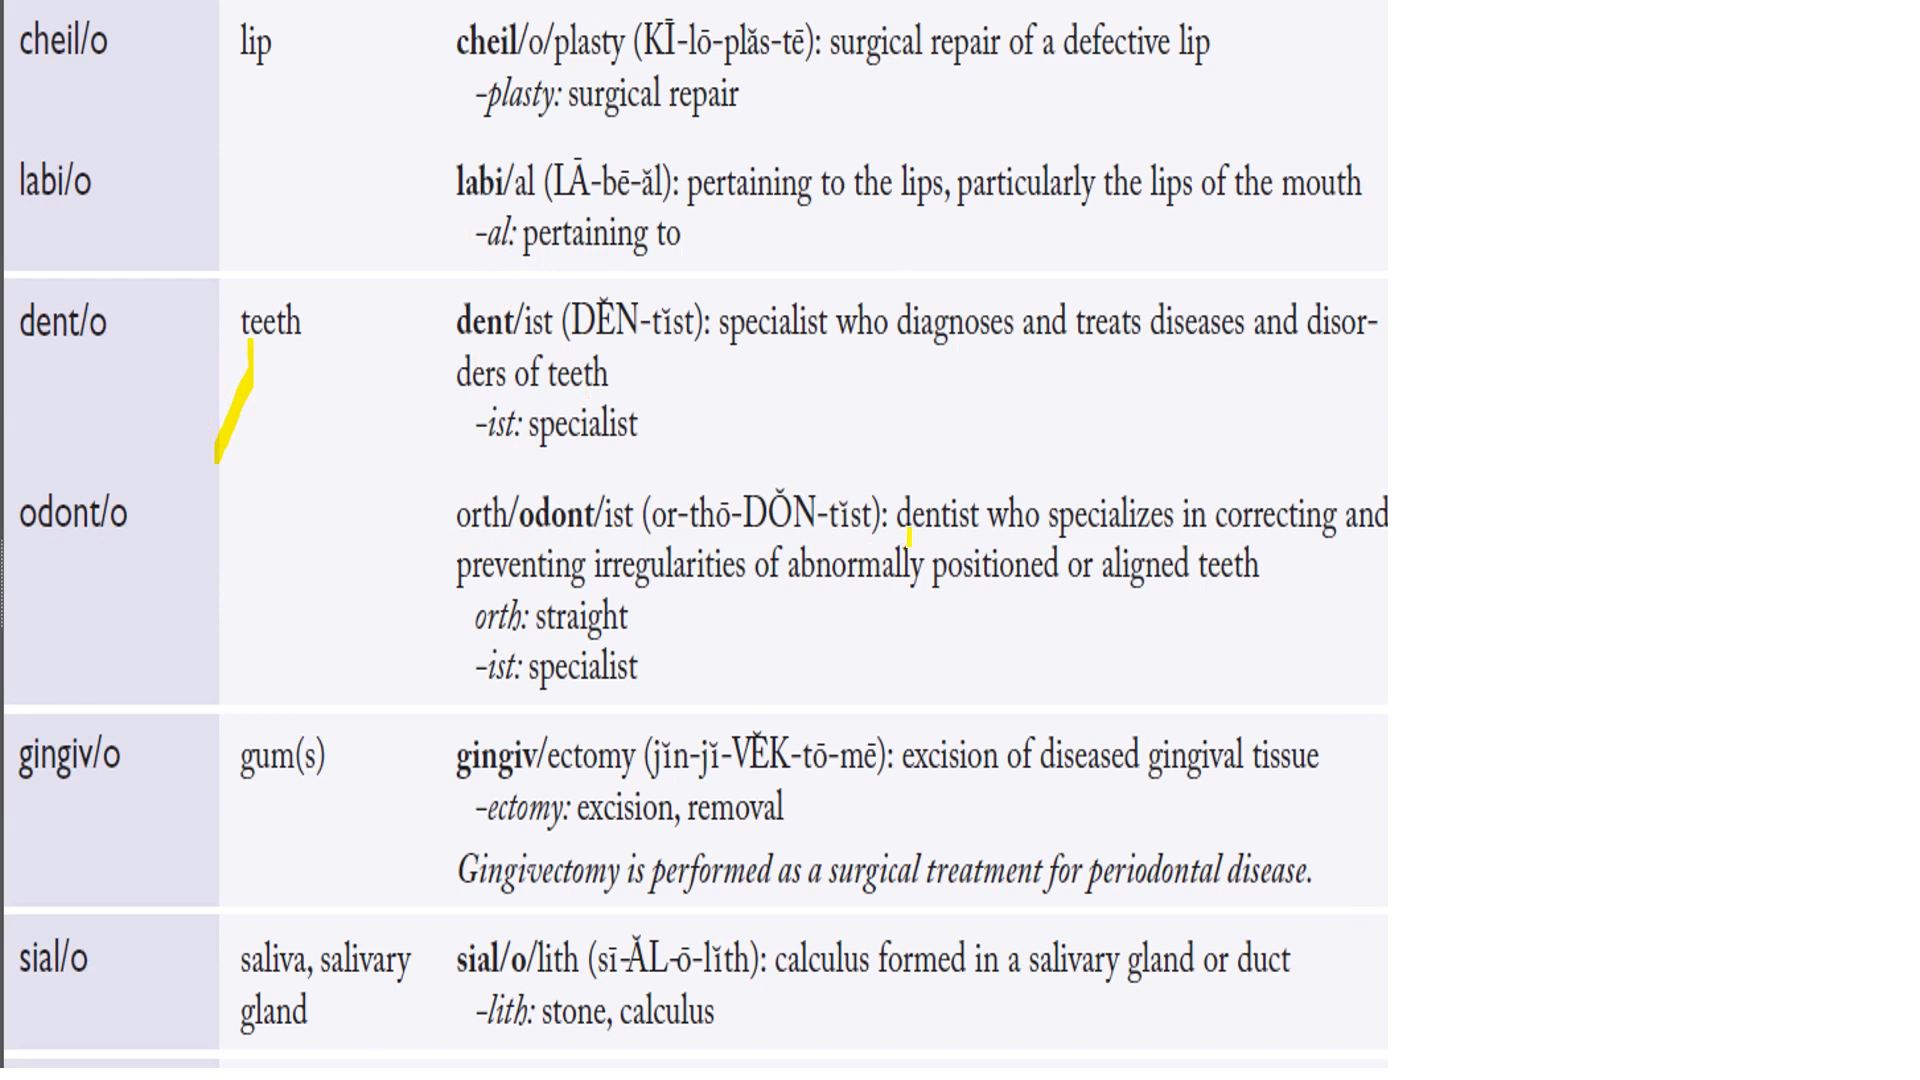 cheil/o lip cheil/o/plasty (KĪ-lō-plăs-tē): surgical repair of a defective lip
–plasty: surgical repair
labi/o labi/al (LĀ-bē-ăl): pertaining to the lips, particularly the lips of the mouth
–al: pertaining to
dent/o teeth dent/ist (DĔN-tĭst): specialist who diagnoses and treats diseases and disor-
ders of teeth
–ist: specialist
odont/o orth/odont/ist (or-thō-DŎN-tĭst): dentist who specializes in correcting and
preventing irregularities of abnormally positioned or aligned teeth
orth: straight
–ist: specialist
gingiv/o gum(s) gingiv/ectomy (jĭn-jĭ-VĔK-tō-mē): excision of diseased gingival tissue
–ectomy: excision, removal
Gingivectomy is performed as a surgical treatment for periodontal disease.
sial/o saliva, salivary sial/o/lith (sī-ĂL-ō-lĭth): calculus formed in a salivary gland or duct
gland –lith: stone, calculus